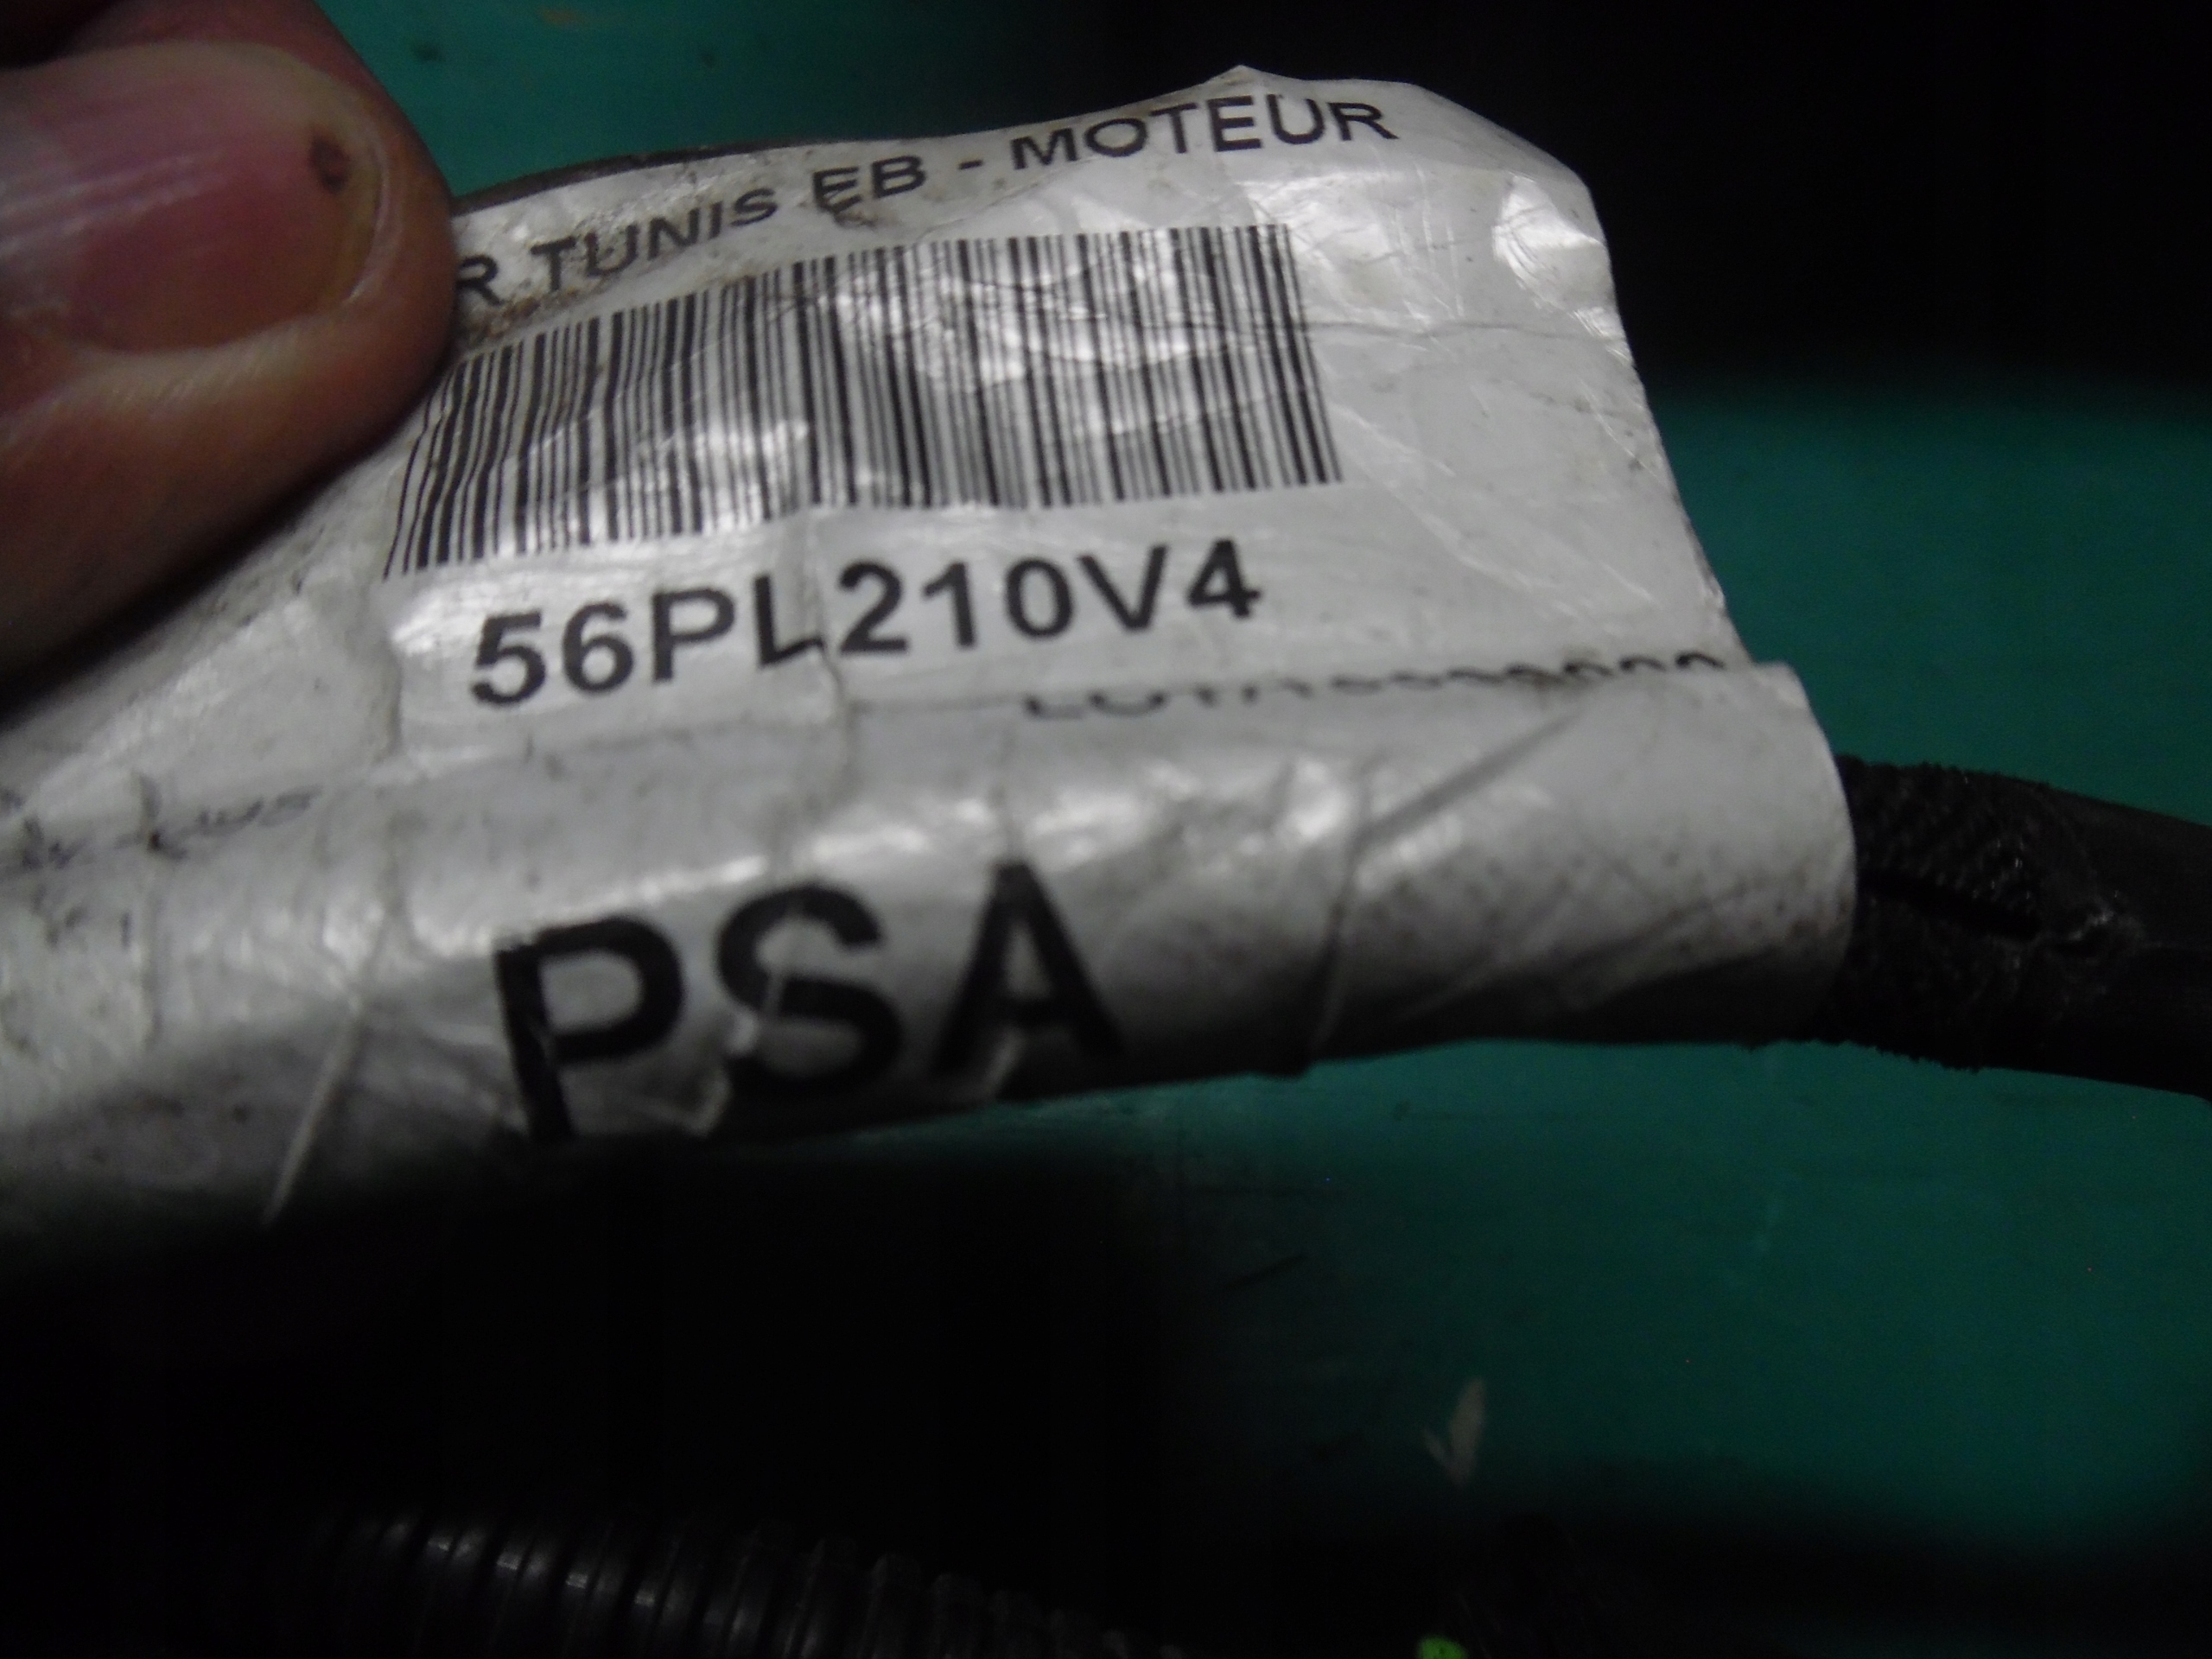 R TUNIS EB - MOTEUR
56PL210V4
PSA